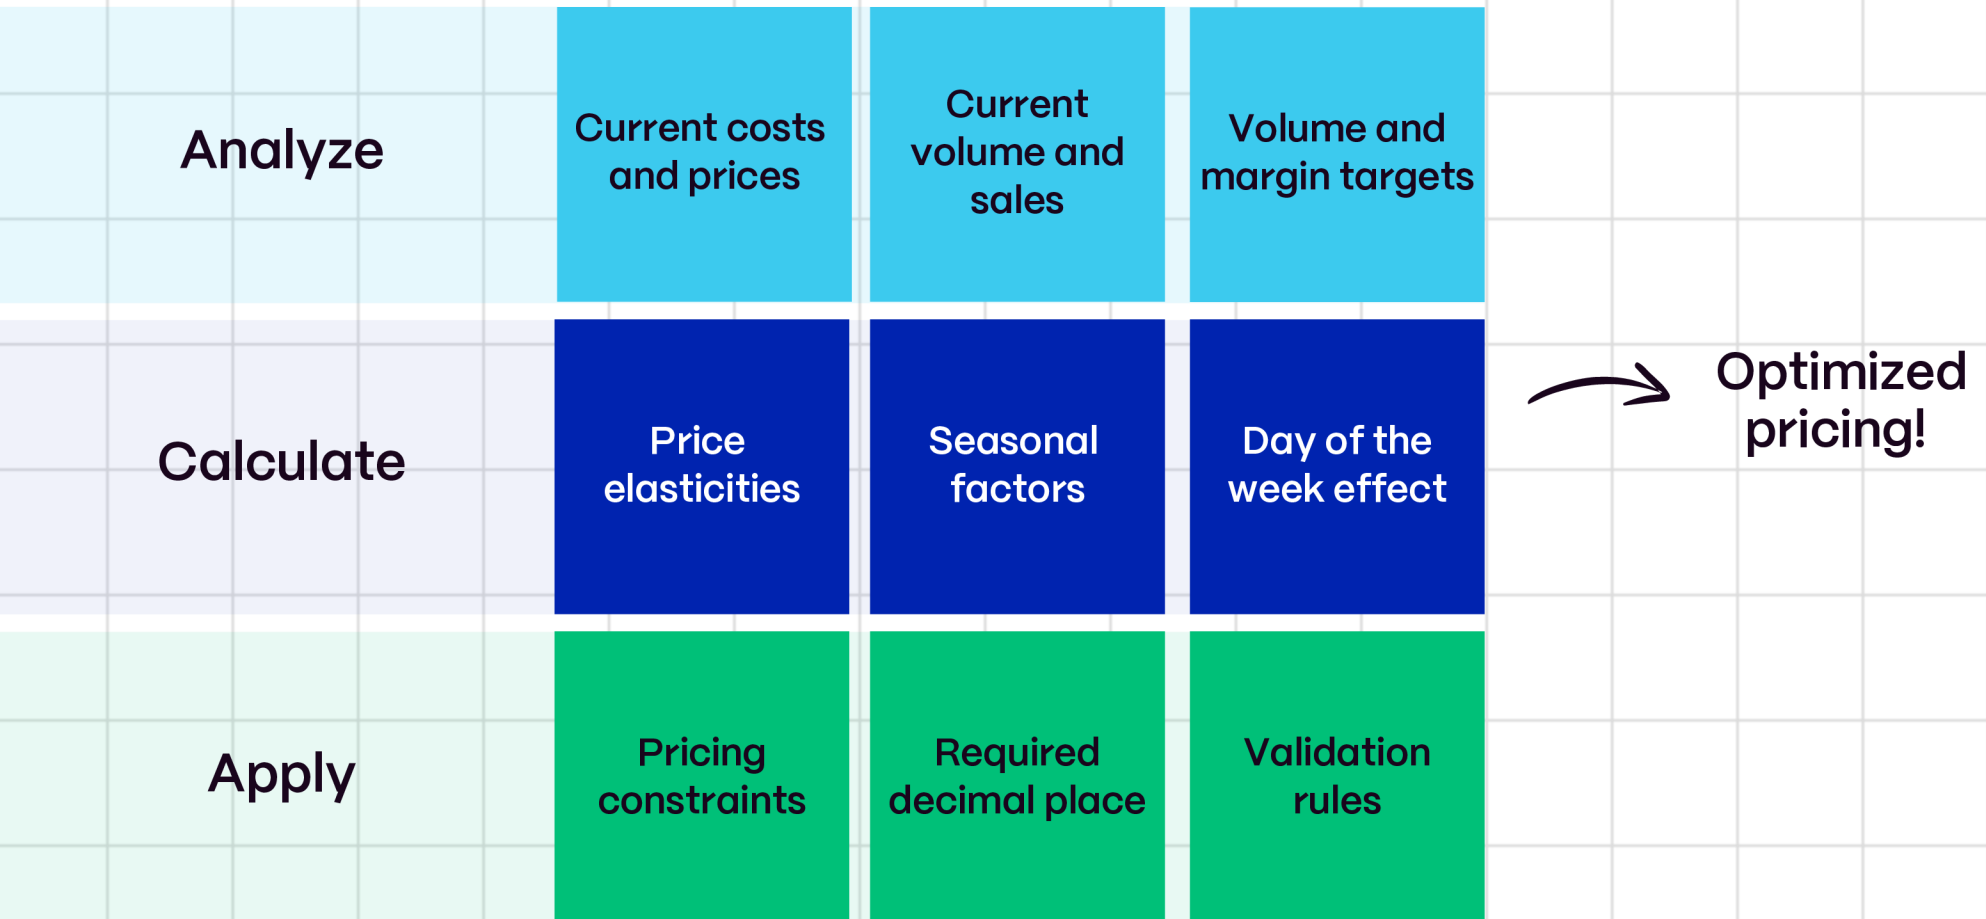 Analyze
Current costs
and prices
Current
volume and
sales
Volume and
margin targets
Calculate
Price
elasticities
Seasonal
factors
Day of the
week effect
Optimized
pricing!
Apply
Pricing
constraints
Required
decimal place
Validation
rules